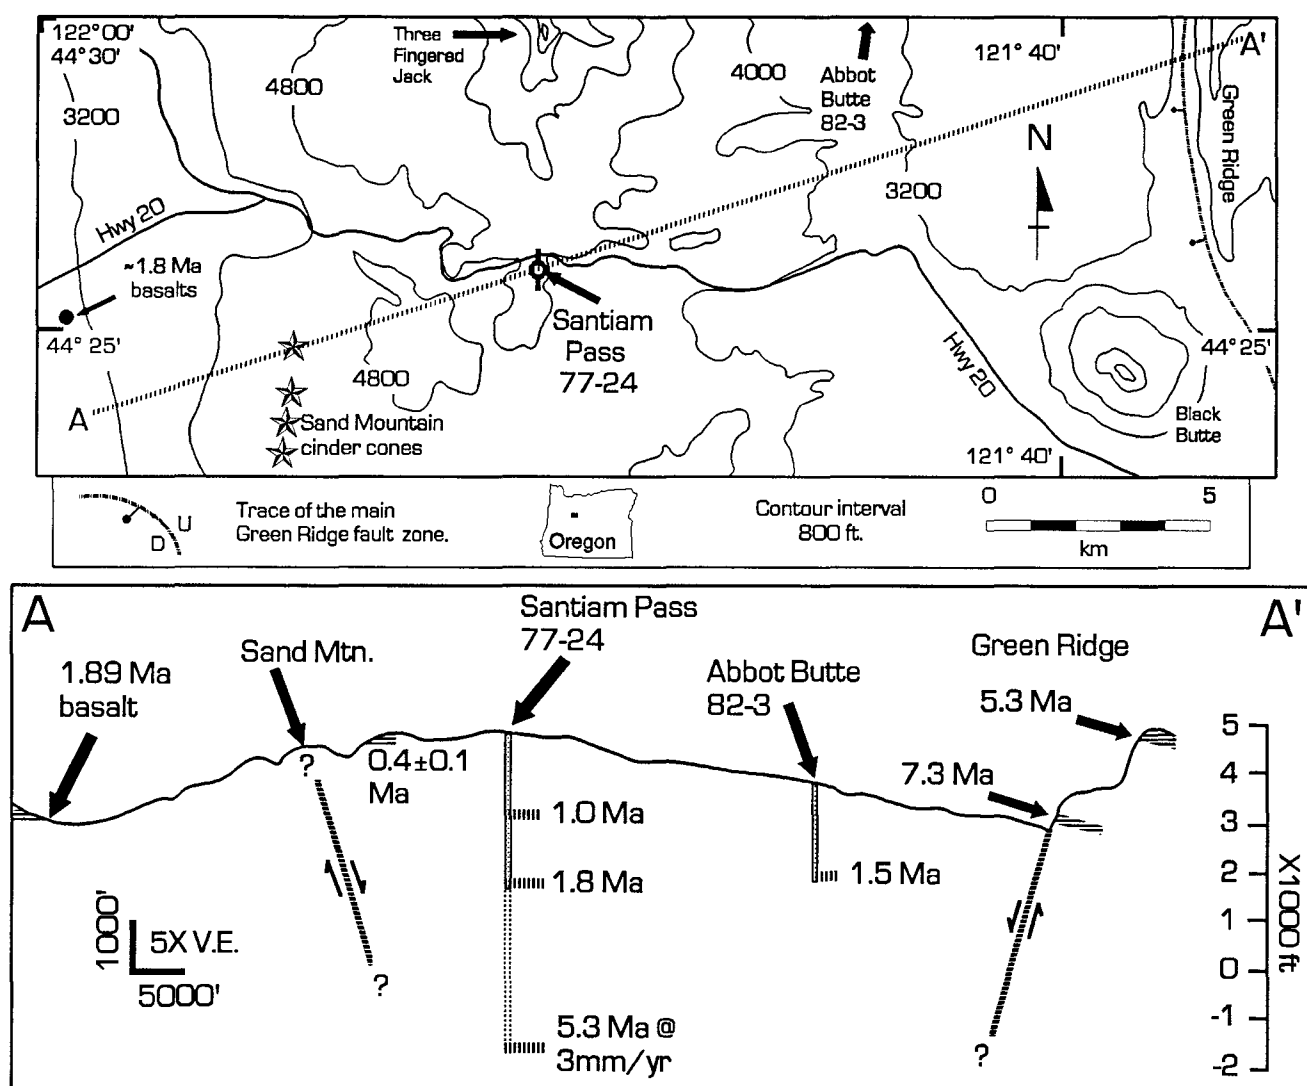 122°00'
44°30'
3200
4800
Three
Fingered
Jack
4000
Abbot
Butte
82-3
121° 40'
A'
Green Ridge
N
3200
Hwy 20
≈1.8 Ma
basalts
44° 25'
A
4800
Sand Mountain
cinder cones
Santiam
Pass
77-24
Hwy 20
44° 25'
Black
Butte
121° 40'
U
D
Trace of the main
Green Ridge fault zone.
Oregon
Contour interval
800 ft.
0
5
km
A
A'
1.89 Ma
basalt
Sand Mtn.
Santiam Pass
77-24
Abbot Butte
82-3
Green Ridge
5.3 Ma
7.3 Ma
?
0.4±0.1
Ma
1.0 Ma
1.8 Ma
1.5 Ma
?
5.3 Ma @
3mm/yr
?
1000'
5X V.E.
5000'
5
4
3
2
1
0
-1
-2
X1000 ft